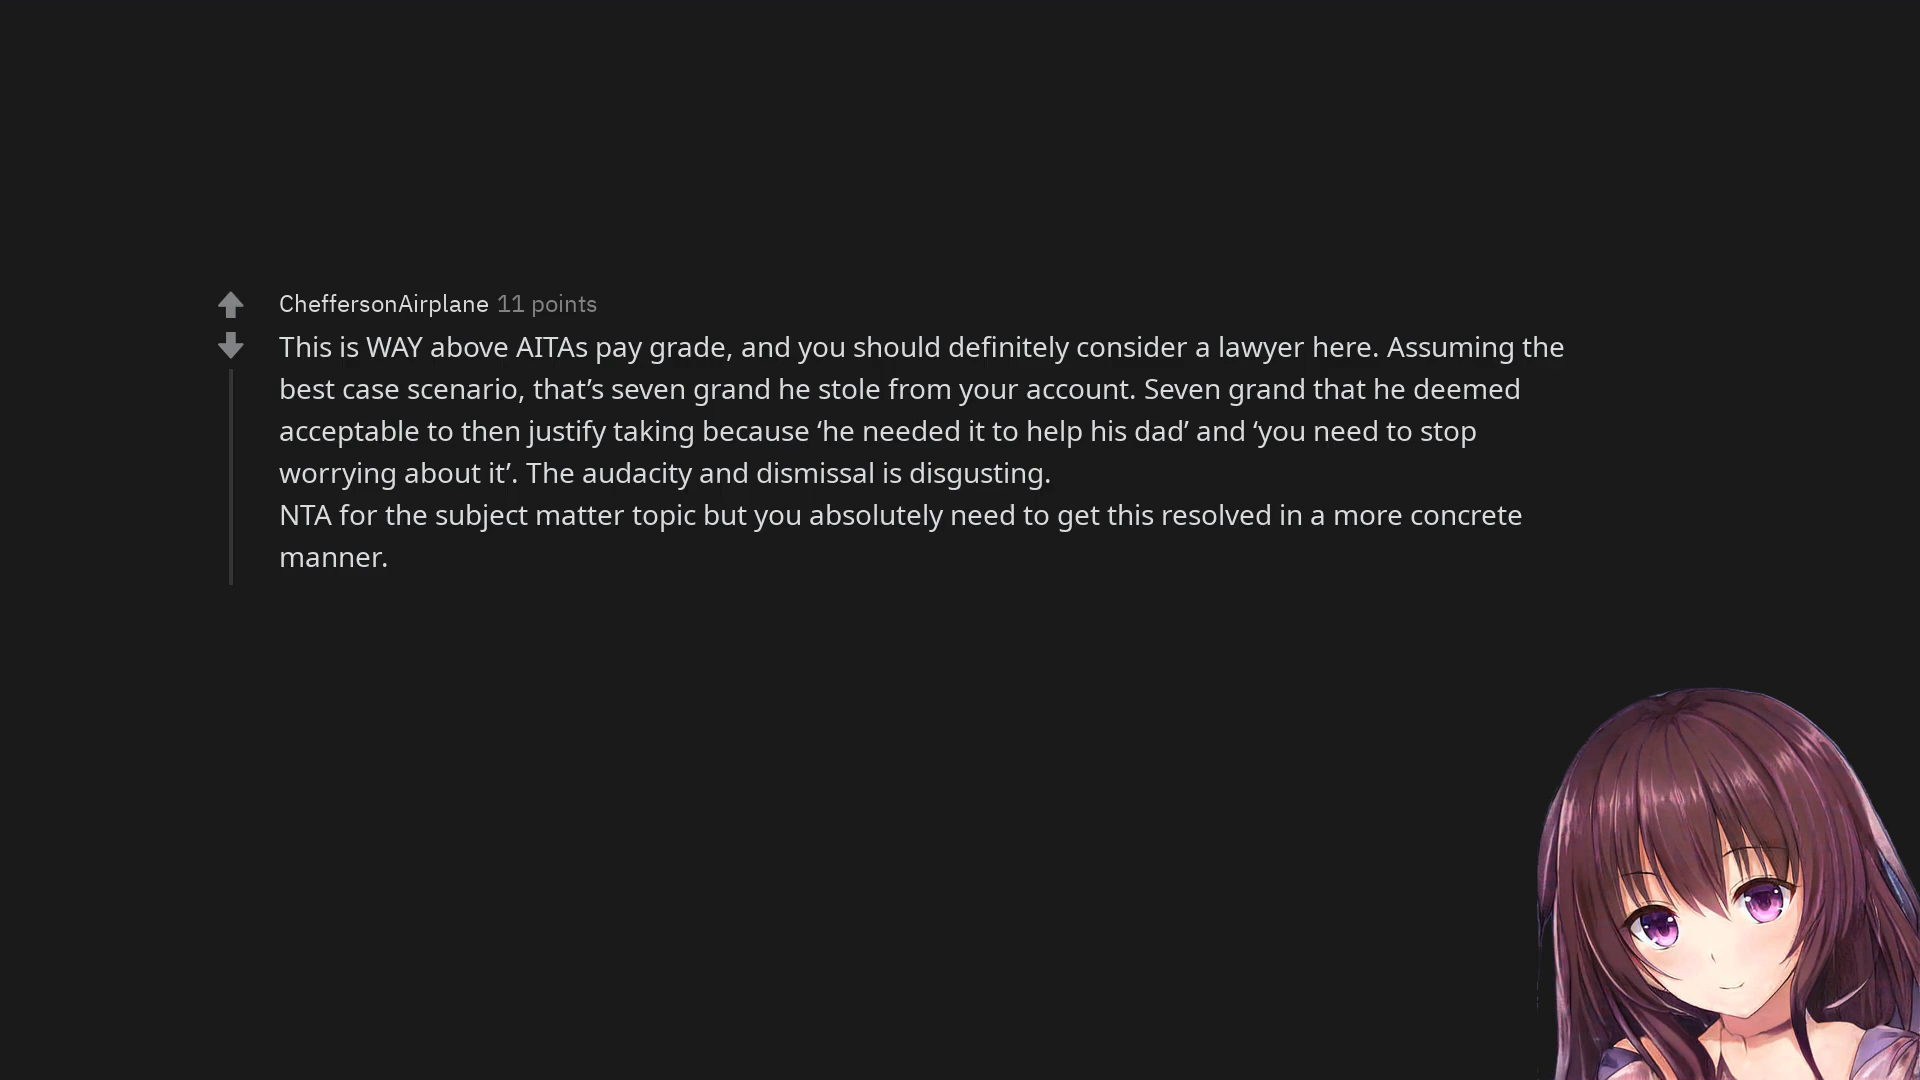 CheffersonAirplane 11 points
This is WAY above AITAs pay grade, and you should definitely consider a lawyer here. Assuming the
best case scenario, that’s seven grand he stole from your account. Seven grand that he deemed
acceptable to then justify taking because ‘he needed it to help his dad’ and ‘you need to stop
worrying about it’. The audacity and dismissal is disgusting.
NTA for the subject matter topic but you absolutely need to get this resolved in a more concrete
manner.